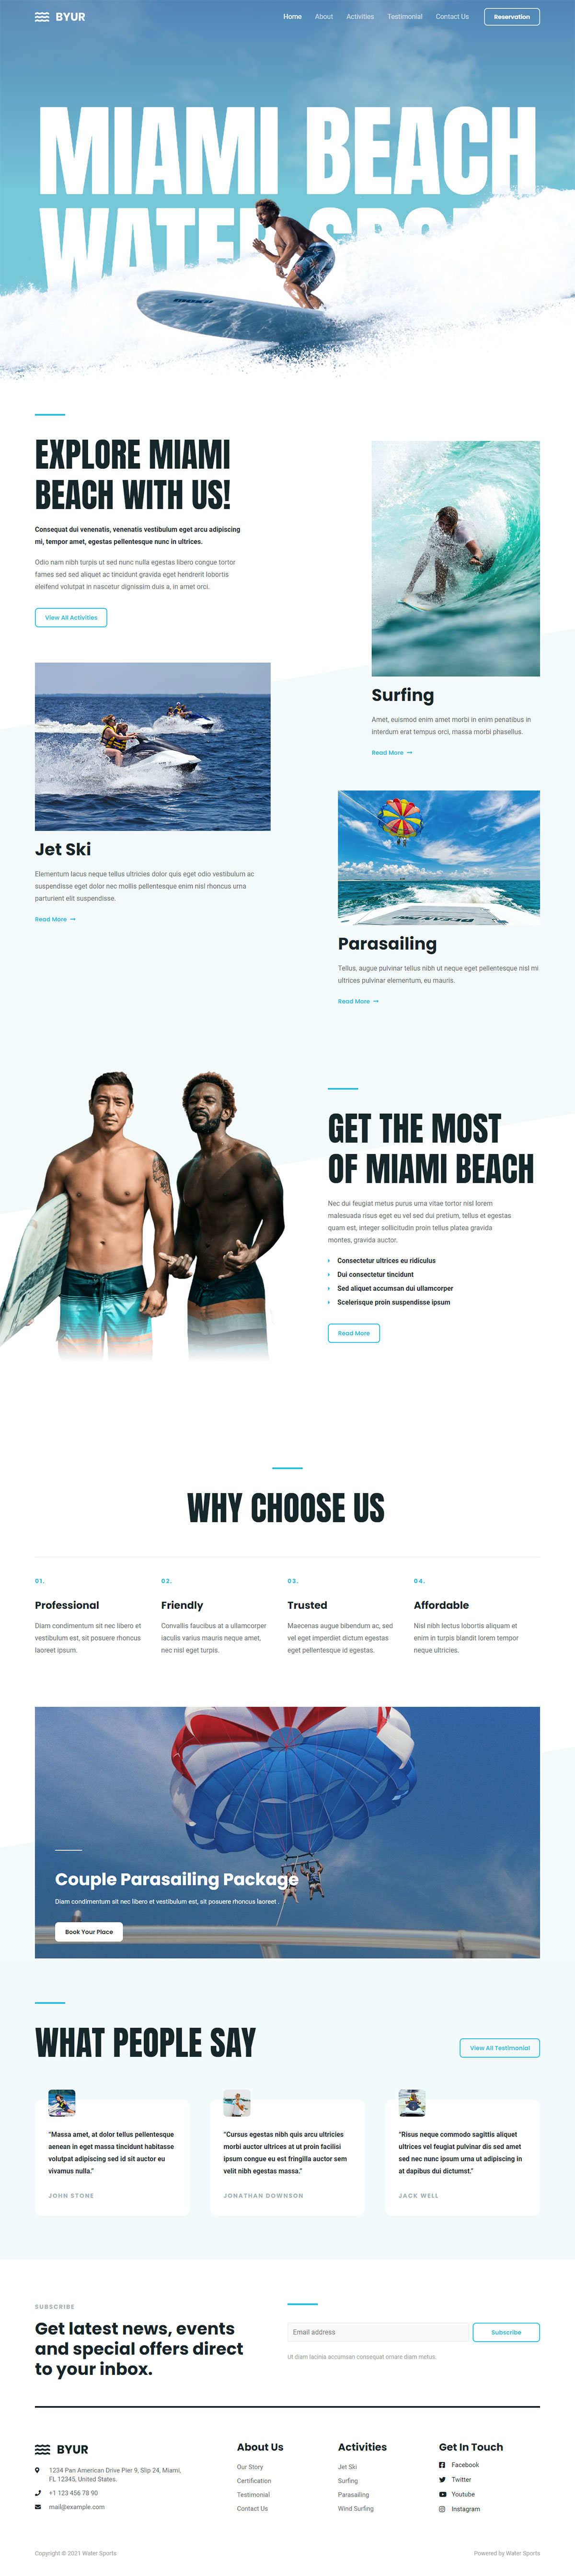 BYUR
Home About Activities Testimonial Contact Us Reservation
MIAMI BEACH
WATER SPORTS
EXPLORE MIAMI
BEACH WITH US!
Consequat dui venenatis, venenatis vestibulum eget arcu adipiscing
mi, tempor amet, egestas pellentesque nunc in ultrices.
Odio nam nibh turpis ut sed nunc nulla egestas libero congue tortor
fames sed sed aliquet ac tincidunt gravida eget hendrerit lobortis
eleifend volutpat in nascetur dignissim duis a, in amet orci.
View All Activities
Surfing
Amet, euismod enim amet morbi in enim penatibus in
interdum erat tempus orci, massa morbi phasellus.
Read More
Jet Ski
Elementum lacus neque tellus ultricies dolor quis eget odio vestibulum ac
suspendisse eget dolor nec mollis pellentesque enim nisl rhoncus urna
parturient elit suspendisse.
Read More
Parasailing
Tellus, augue pulvinar tellus nibh ut neque eget pellentesque nisl mi
ultrices pulvinar elementum, eu mauris.
Read More
GET THE MOST
OF MIAMI BEACH
Nec dui feugiat metus purus urna vitae tortor nisl lorem
malesuada risus eget eu vel sed dui pretium, tellus et egestas
quam est, integer sollicitudin proin tellus platea gravida
montes, gravida auctor.
Consectetur ultrices eu ridiculus
Dui consectetur tincidunt
Sed aliquet accumsan dui ullamcorper
Scelerisque proin suspendisse ipsum
Read More
WHY CHOOSE US
01.
Professional
Diam condimentum sit nec libero et
vestibulum est, sit posuere rhoncus
laoreet ipsum.
02.
Friendly
Convallis faucibus at a ullamcorper
iaculis varius mauris neque amet,
nec nisl eget turpis.
03.
Trusted
Maecenas augue bibendum ac, sed
vel eget imperdiet dictum egestas
eget pellentesque id egestas.
04.
Affordable
Nisl nibh lectus lobortis aliquam et
enim in turpis blandit lorem tempor
neque ultricies.
Couple Parasailing Package
Diam condimentum sit nec libero et vestibulum est, sit posuere rhoncus laoreet .
Book Your Place
WHAT PEOPLE SAY
View All Testimonial
“Massa amet, at dolor tellus pellentesque
aenean in eget massa tincidunt habitasse
volutpat adipiscing sed id sit auctor eu
vivamus nulla.”
JOHN STONE
“Cursus egestas nibh quis arcu ultricies
morbi auctor ultrices at ut proin facilisi
ipsum congue eu est fringilla auctor sem
velit nibh egestas massa.”
JONATHAN DOWNSON
“Risus neque commodo sagittis aliquet
ultrices vel feugiat pulvinar dis sed amet
sed nec nunc ipsum urna ut adipiscing in
at dapibus dui dictumst.”
JACK WELL
SUBSCRIBE
Get latest news, events
and special offers direct
to your inbox.
Email address
Subscribe
Ut diam lacinia accumsan consequat ornare diam metus.
BYUR
1234 Pan American Drive Pier 9, Slip 24, Miami,
FL 12345, United States.
+1 123 456 78 90
mail@example.com
About Us
Our Story
Certification
Testimonial
Contact Us
Activities
Jet Ski
Surfing
Parasailing
Wind Surfing
Get In Touch
Facebook
Twitter
Youtube
Instagram
Copyright © 2021 Water Sports
Powered by Water Sports